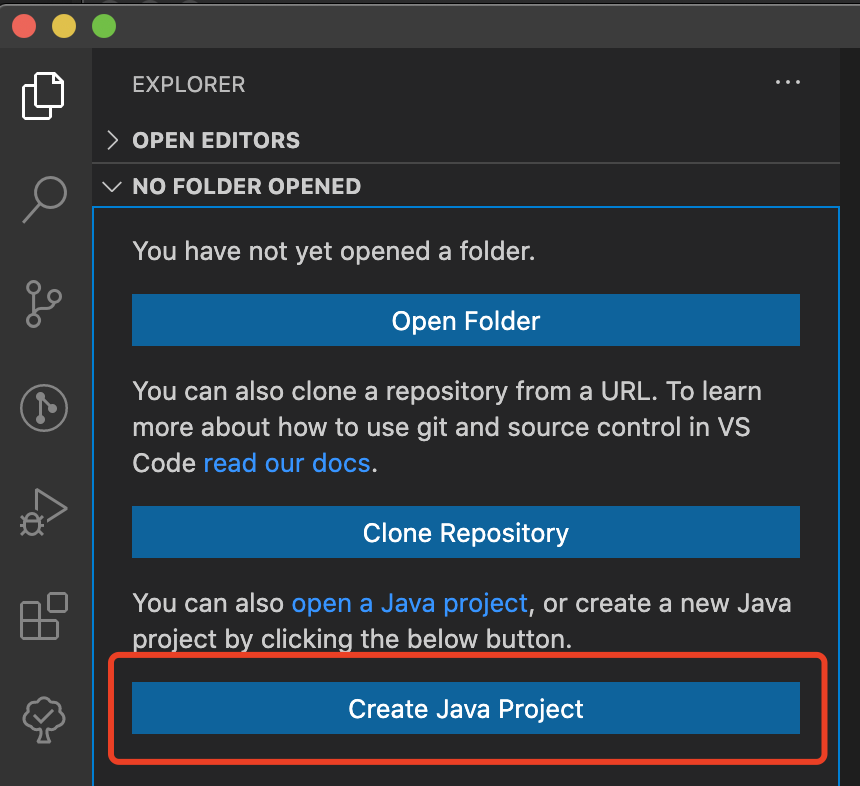 EXPLORER
OPEN EDITORS
NO FOLDER OPENED
You have not yet opened a folder.
Open Folder
You can also clone a repository from a URL. To learn
more about how to use git and source control in VS
Code read our docs.
Clone Repository
You can also open a Java project, or create a new Java
project by clicking the below button.
Create Java Project